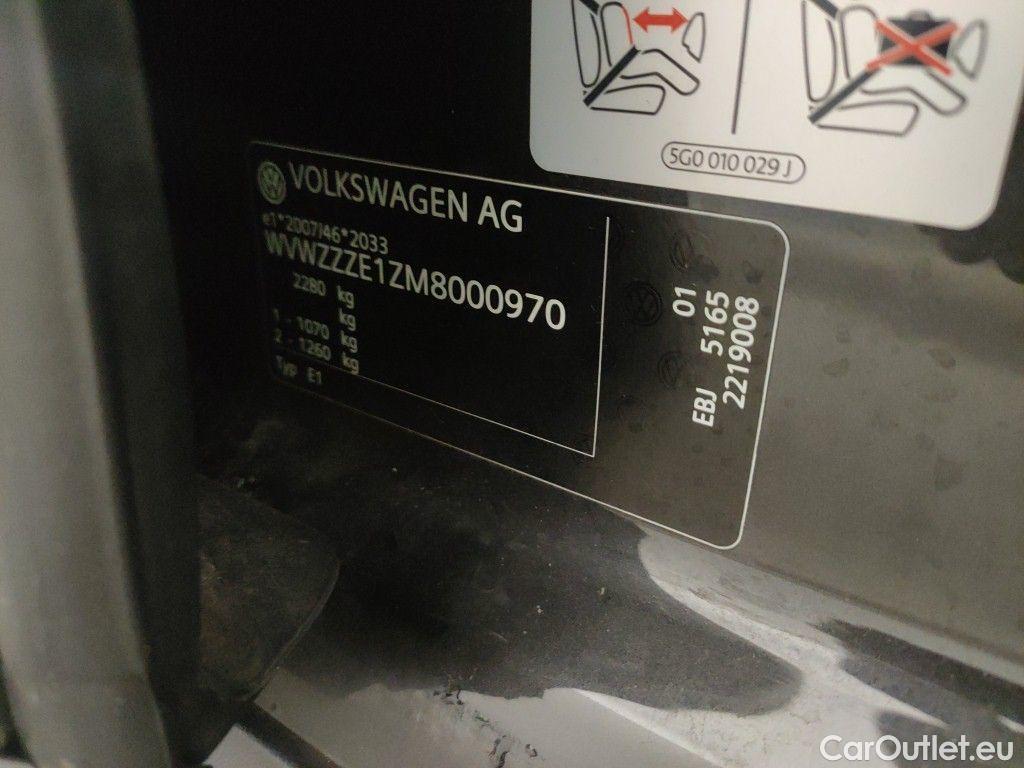 5G0 010 029 J
VOLKSWAGEN AG
e1*2007/46*2033
WVWZZZE1ZM8000970
2280 kg
kg
1 - 1070 kg
2 - 1260 kg
Typ E1
01
EBJ 5165
2219008
CarOutlet.eu